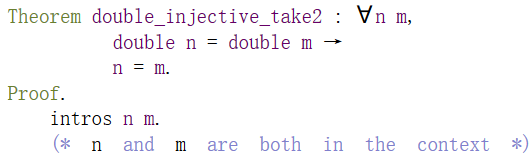 Theorem double_injective_take2 : ∀n m,
double n = double m →
n = m.
Proof.
intros n m.
(* n and m are both in the context *)